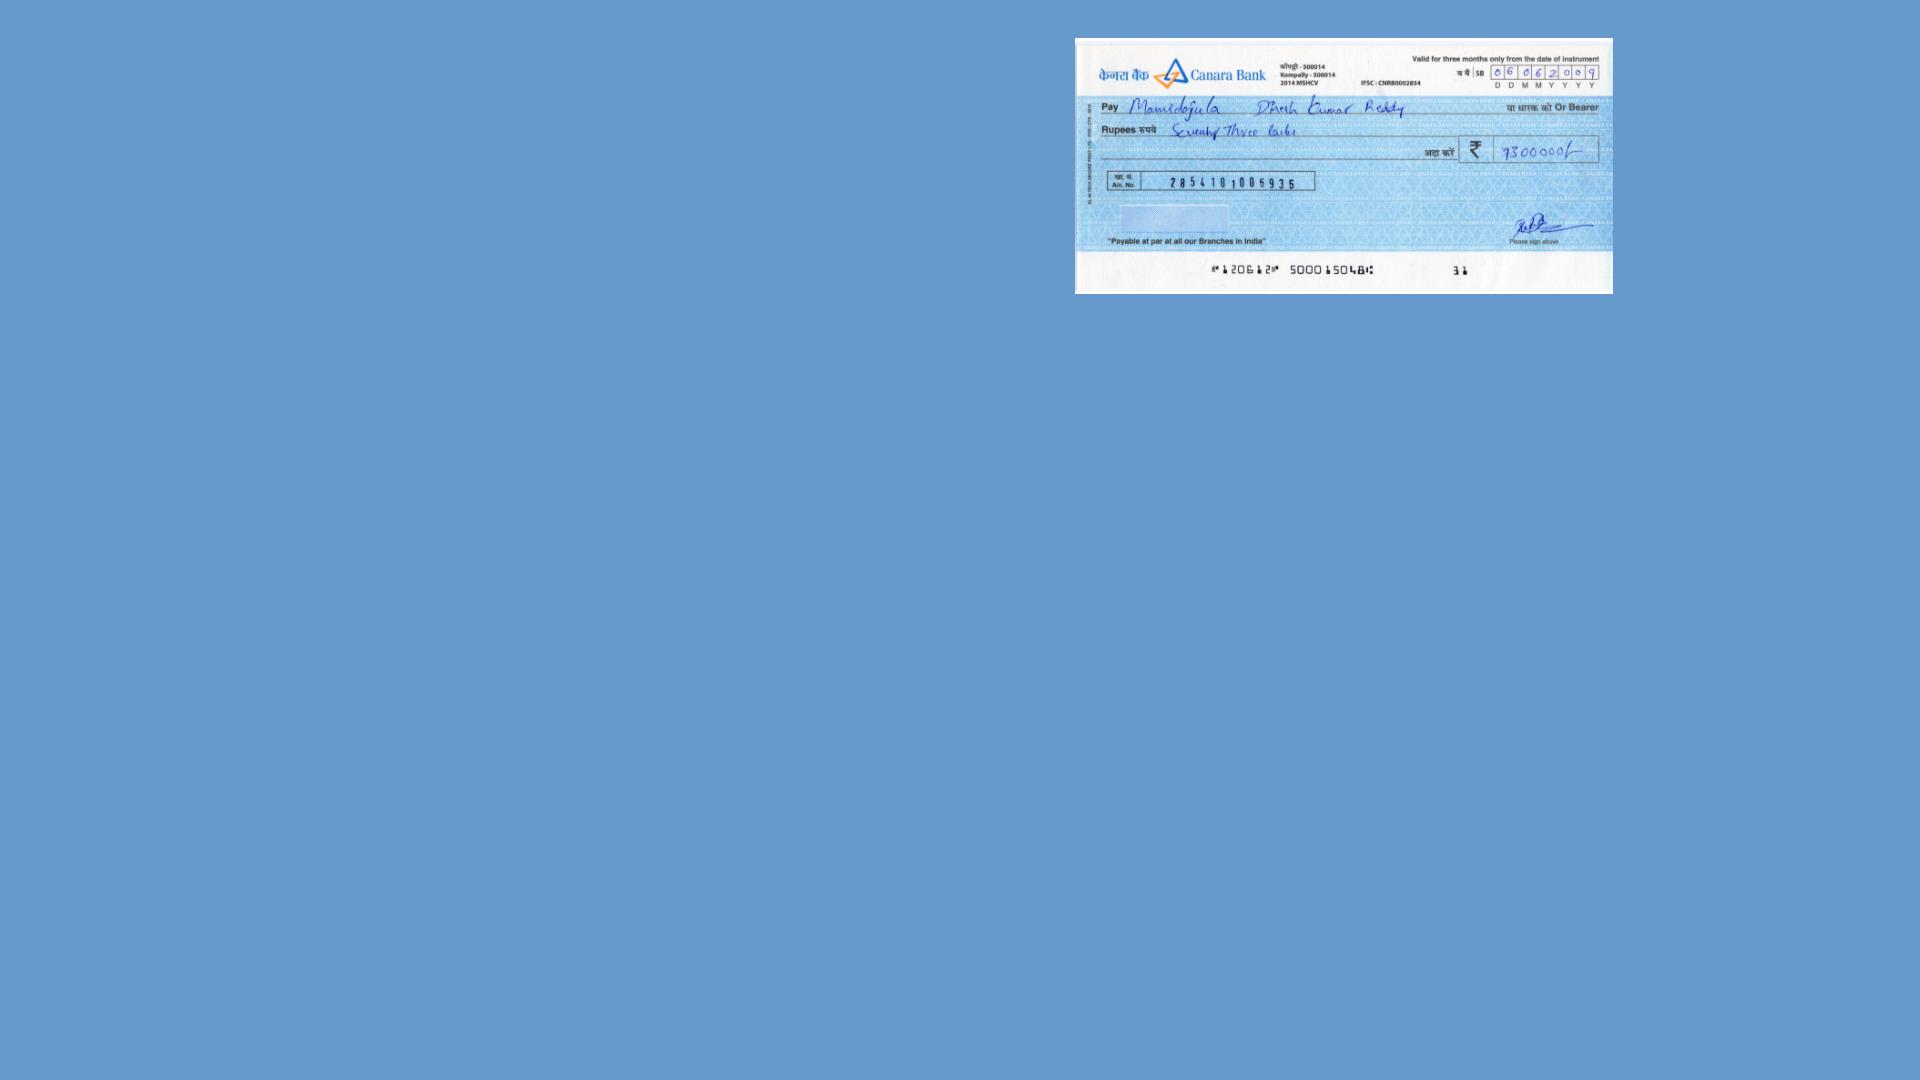 Valid for three months only from the date of instrument
केनरा बैंक Canara Bank
कोंपल्ली - 500014
Kompally - 500014
2014 MSHCV
IFSC : CNRB0002854
SB 0 6 0 6 2 0 0 9
D D M M Y Y Y Y
Pay Mamidojula Dinesh Kumar Reddy या धारक को Or Bearer
Rupees रुपये Seventy Three lakhs
अदा करें ₹ 7300000/-
खा. सं.
A/c. No. 2854101005935
"Payable at par at all our Branches in India"
Please sign above
⑈120612⑈ 500015048⑆ 31